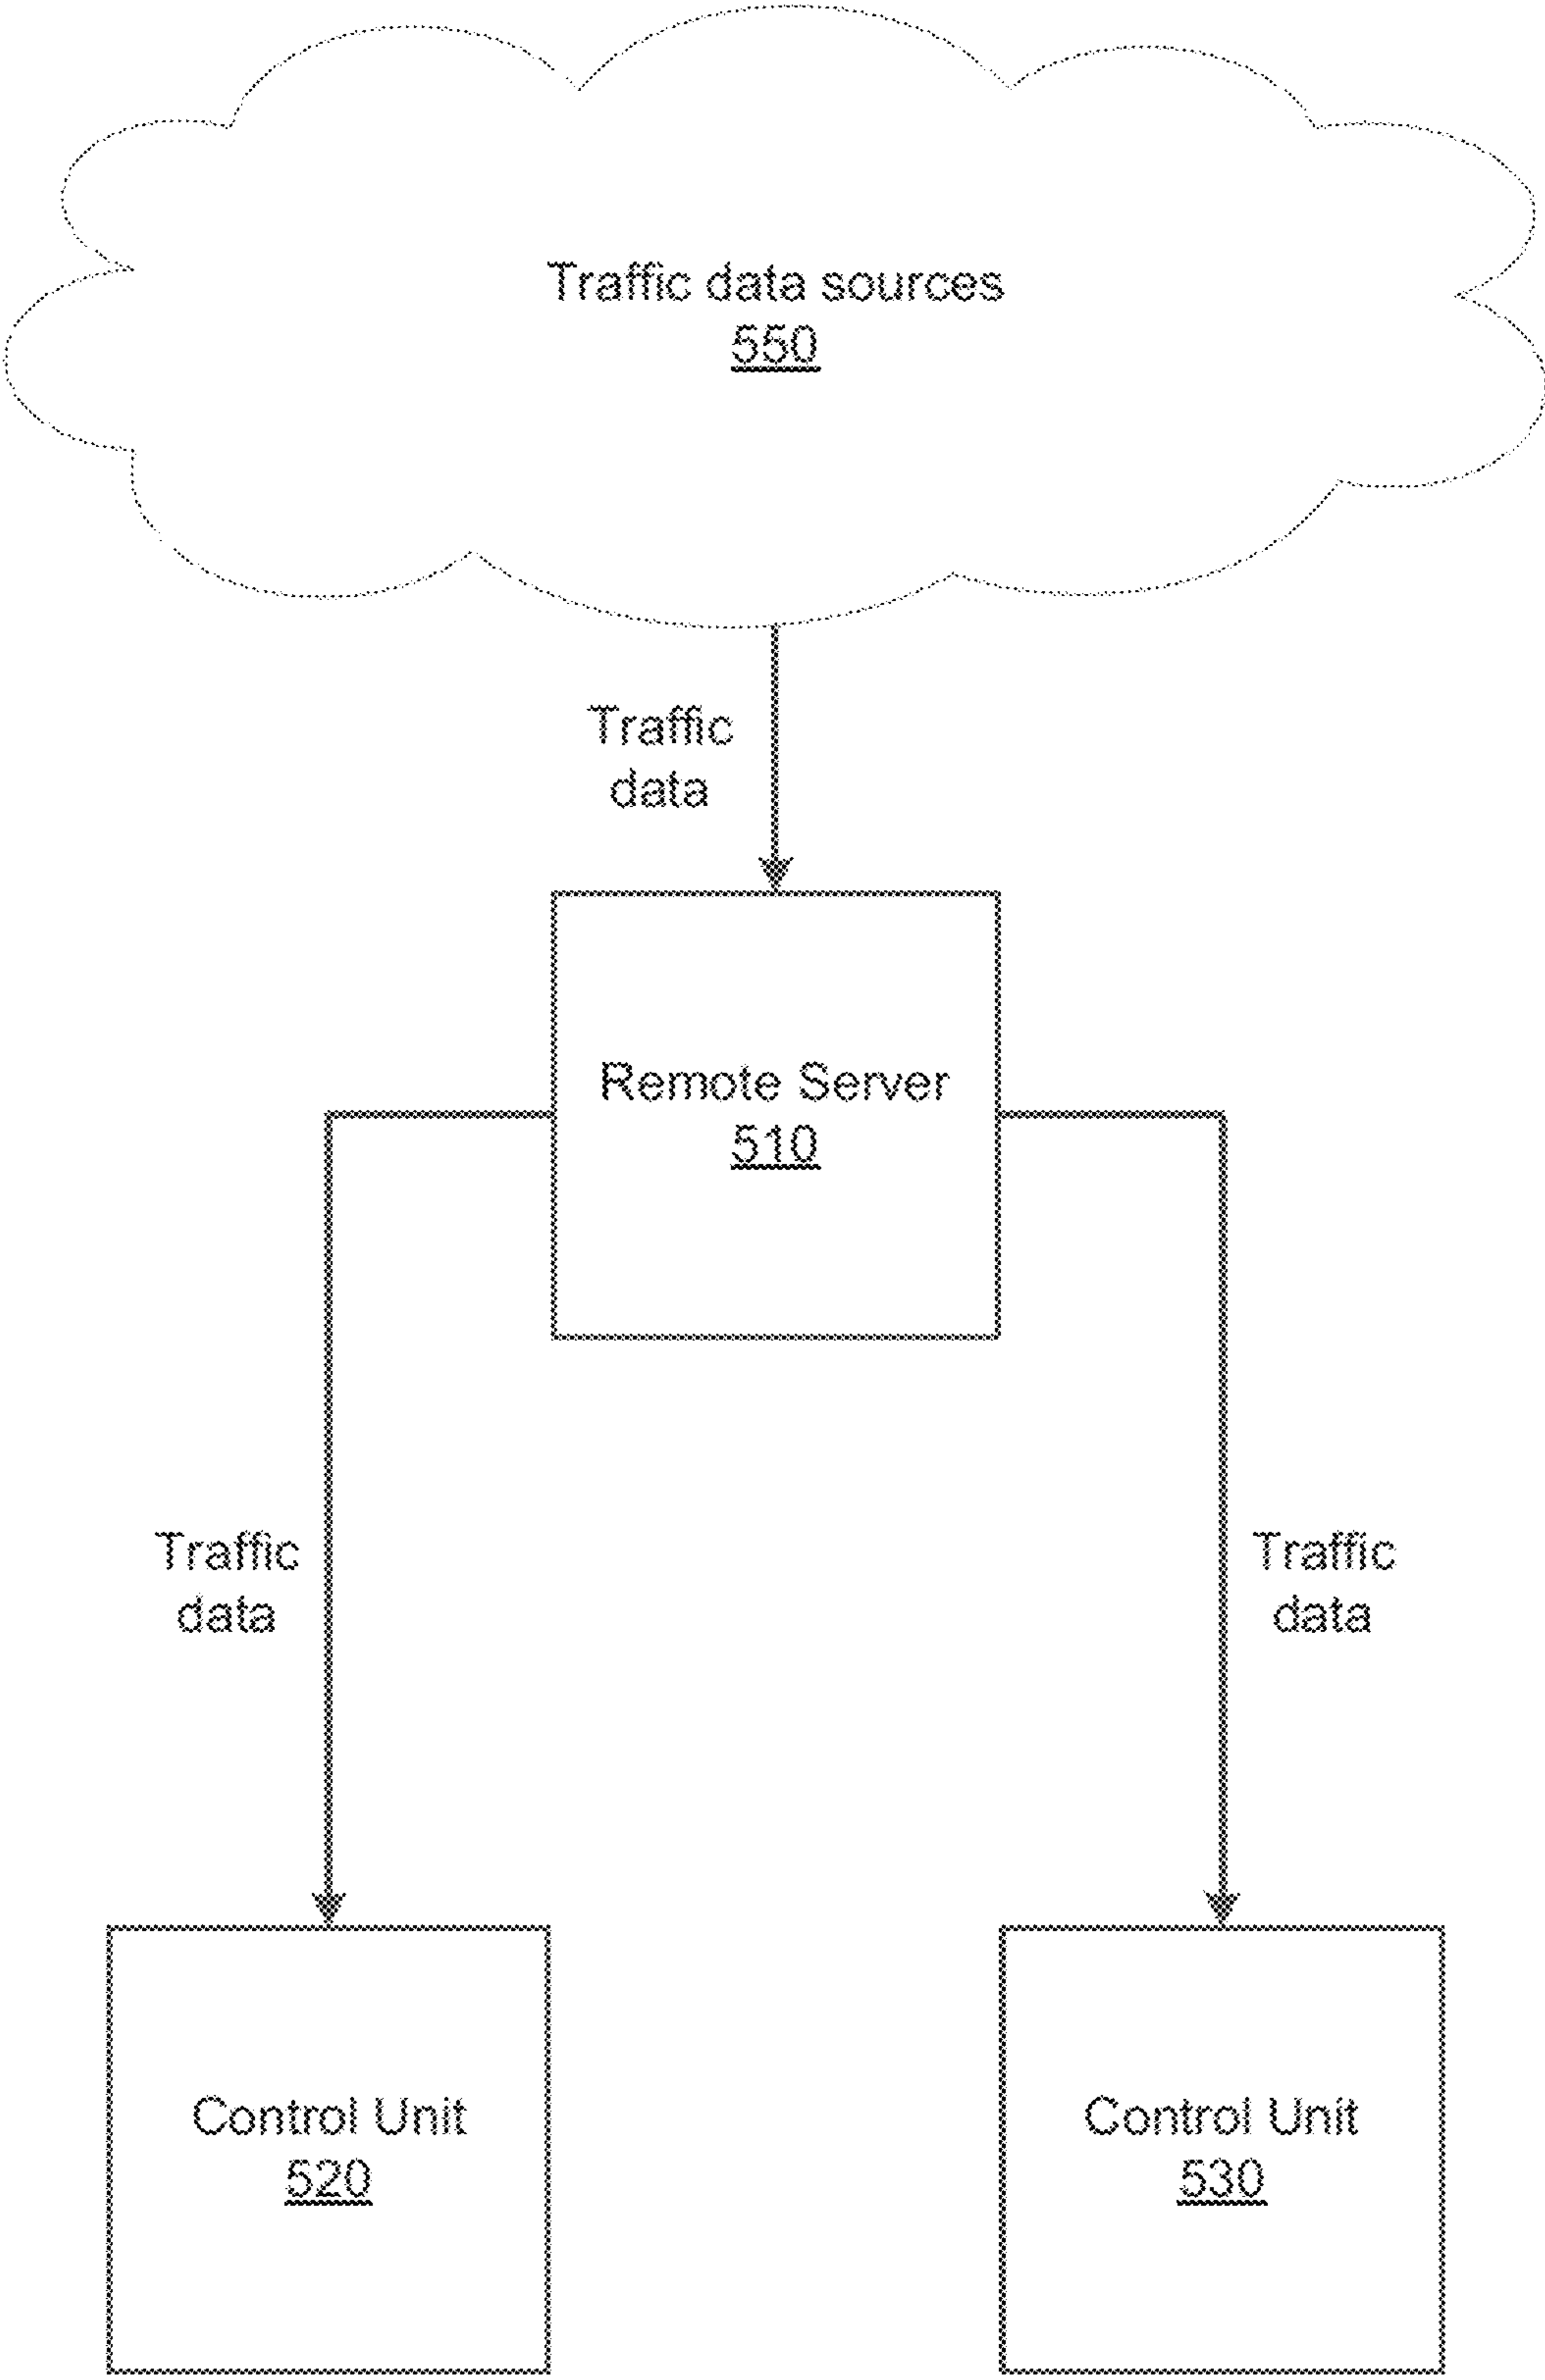 Traffic data sources
550
Traffic
data
Remote Server
510
Traffic
data
Traffic
data
Control Unit
520
Control Unit
530